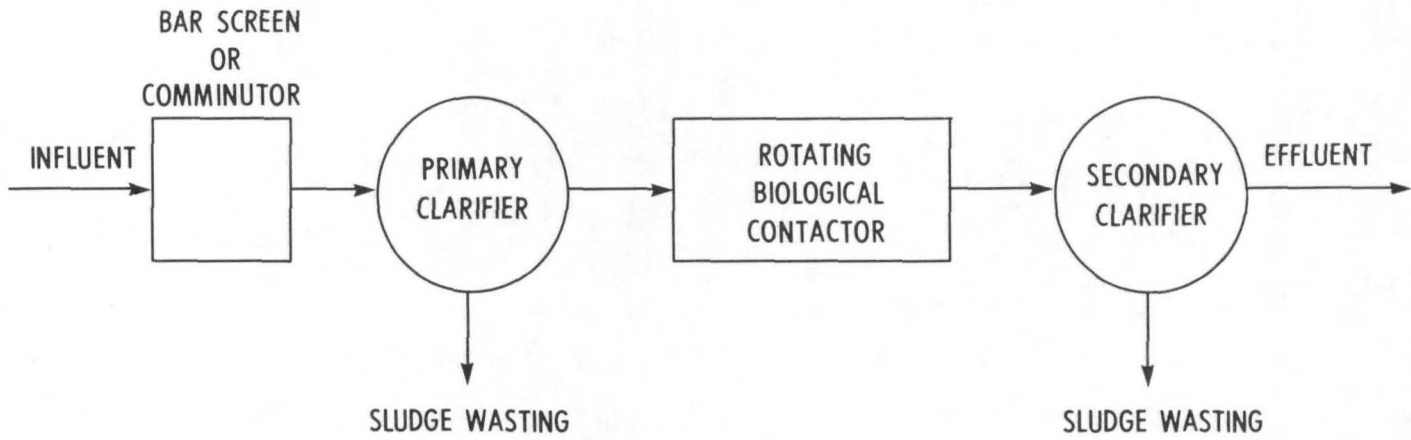 BAR SCREEN
OR
COMMINUTOR
INFLUENT
PRIMARY
CLARIFIER
ROTATING
BIOLOGICAL
CONTACTOR
SECONDARY
CLARIFIER
EFFLUENT
SLUDGE WASTING
SLUDGE WASTING